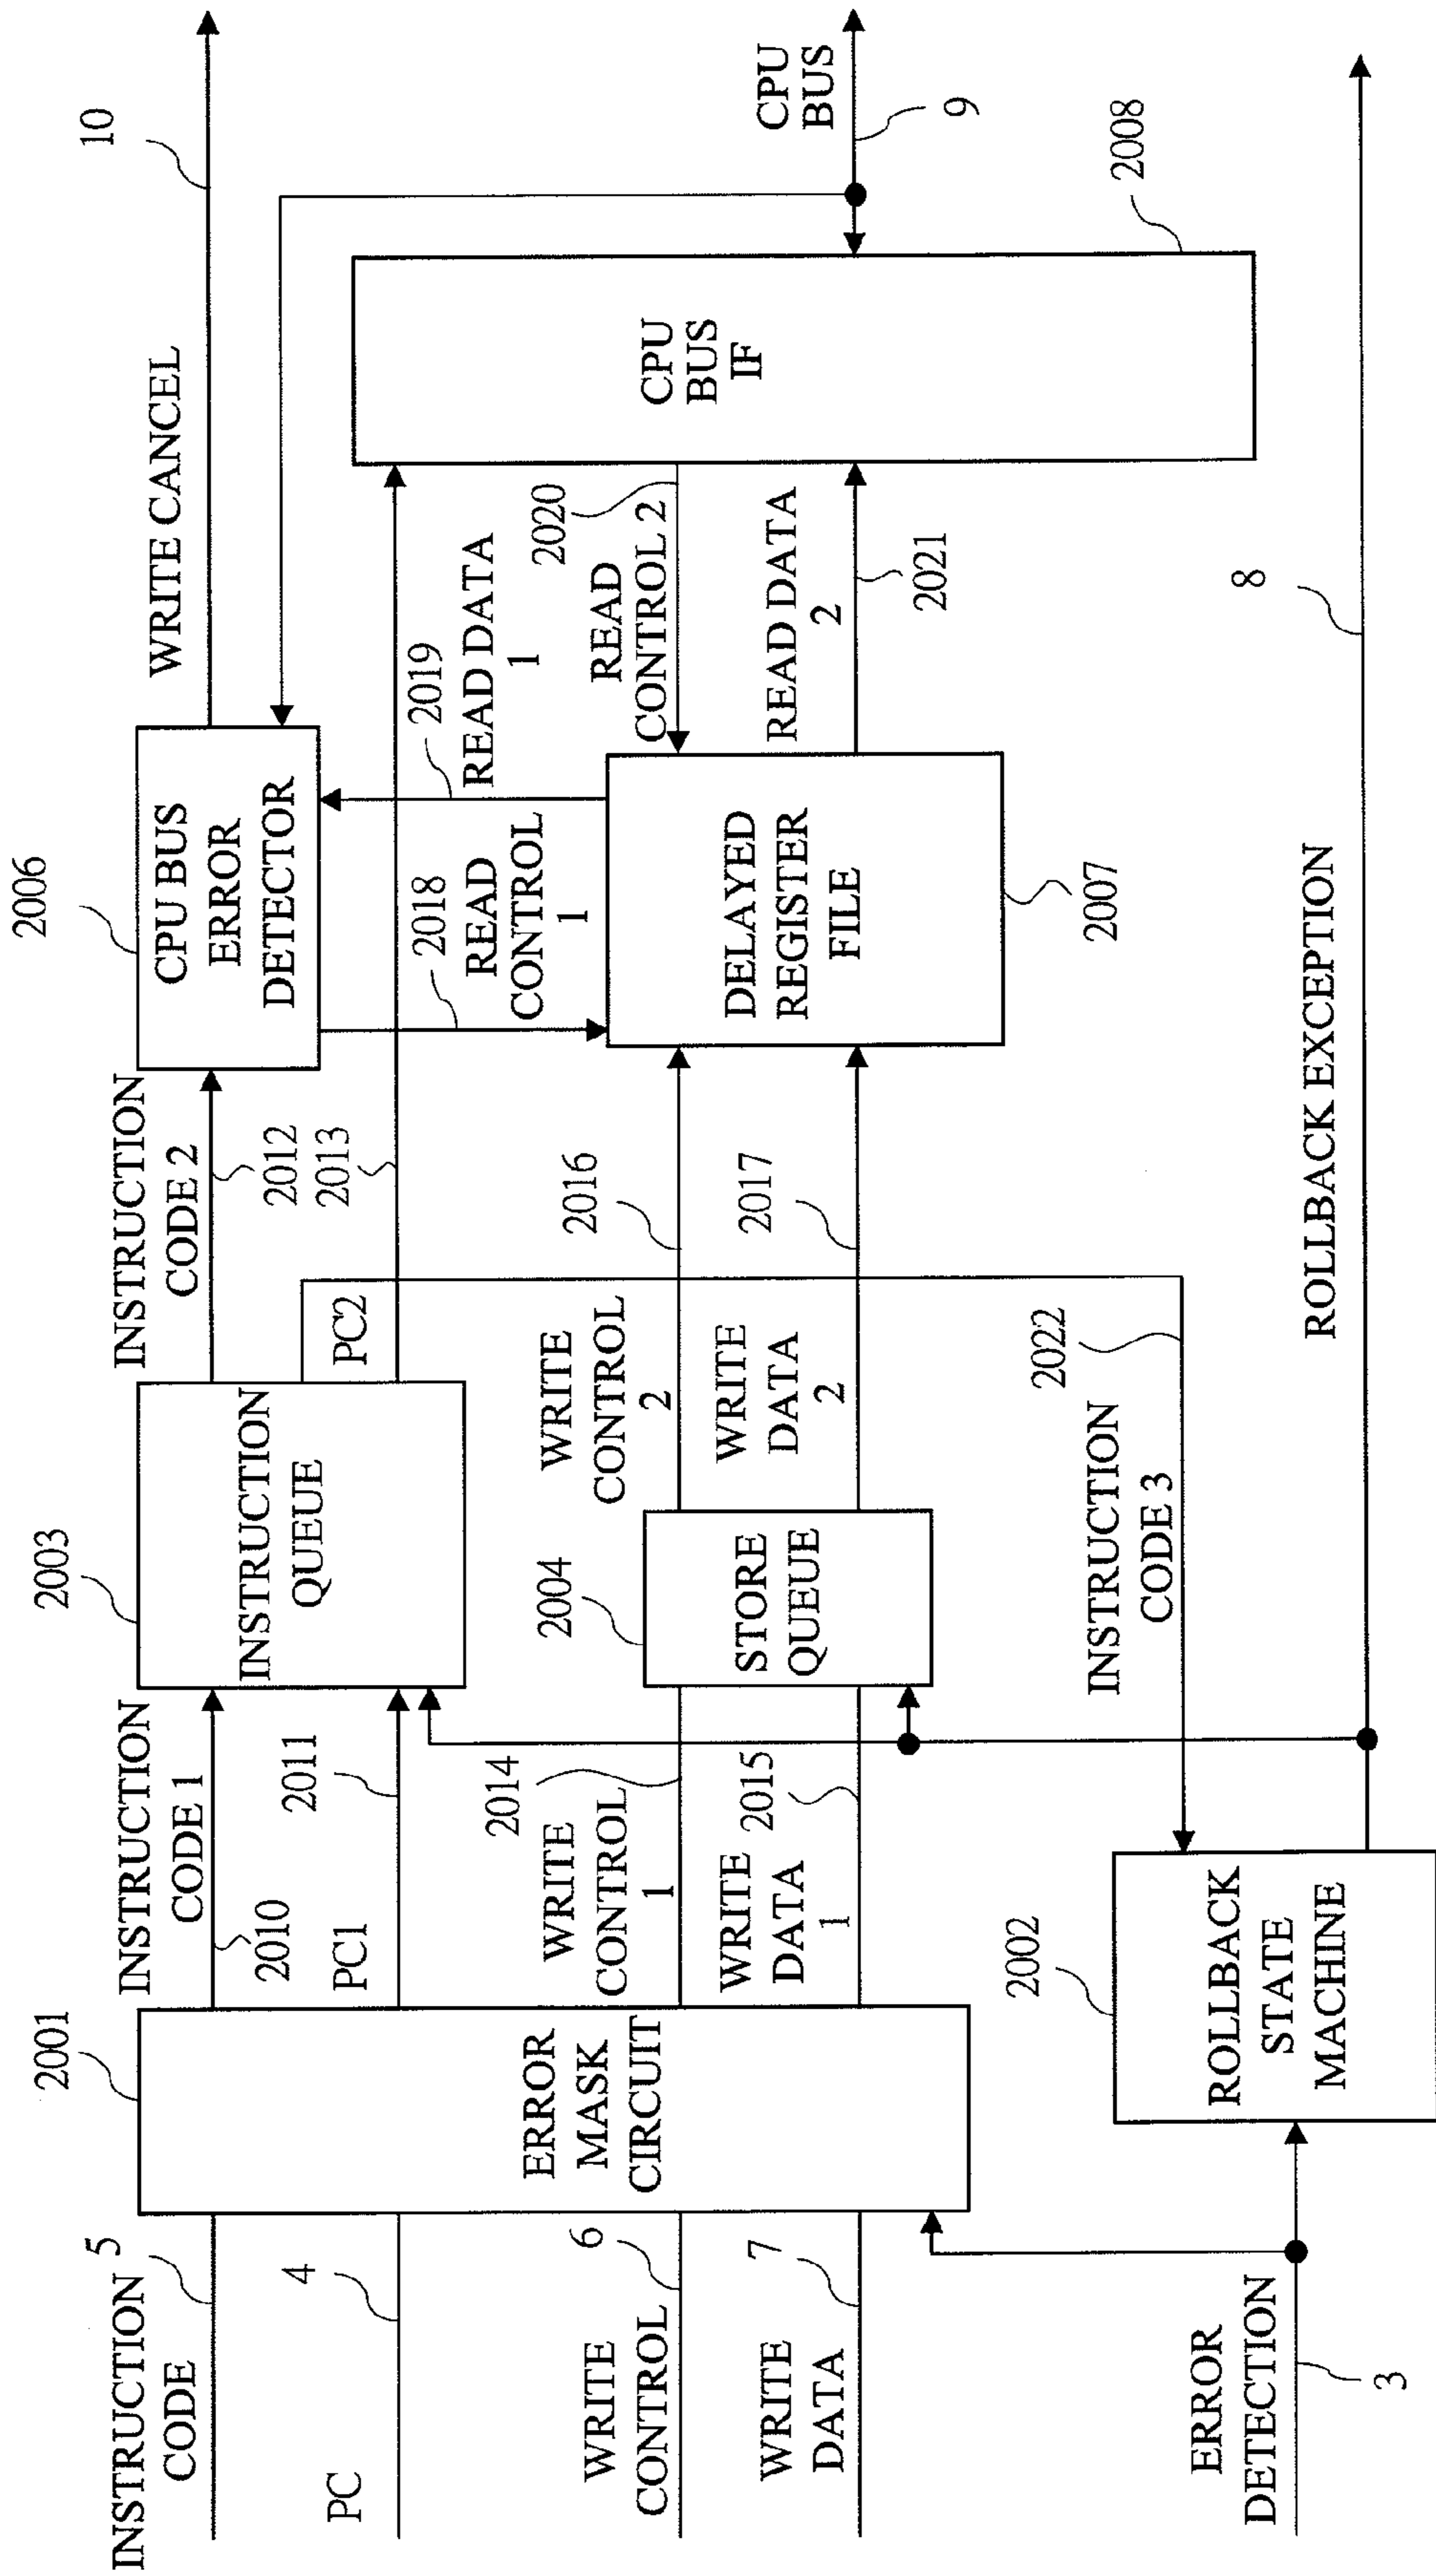 INSTRUCTION
CODE
5
PC
4
WRITE
CONTROL
6
WRITE
DATA
7
ERROR
DETECTION
3
2001
ERROR
MASK
CIRCUIT
2002
ROLLBACK
STATE
MACHINE
INSTRUCTION
CODE 1
2010
PC1
2011
WRITE
CONTROL
1
2014
WRITE
DATA
1
2015
2003
INSTRUCTION
QUEUE
2004
STORE
QUEUE
INSTRUCTION
CODE 3
2022
INSTRUCTION
CODE 2
2012
PC2
2013
WRITE
CONTROL
2
2016
WRITE
DATA
2
2017
2006
CPU BUS
ERROR
DETECTOR
2018
READ
CONTROL
1
2019
READ DATA
1
DELAYED
REGISTER
FILE
2007
READ
CONTROL 2
2020
READ DATA
2
2021
CPU
BUS
IF
2008
WRITE CANCEL
10
CPU
BUS
9
ROLLBACK EXCEPTION
8